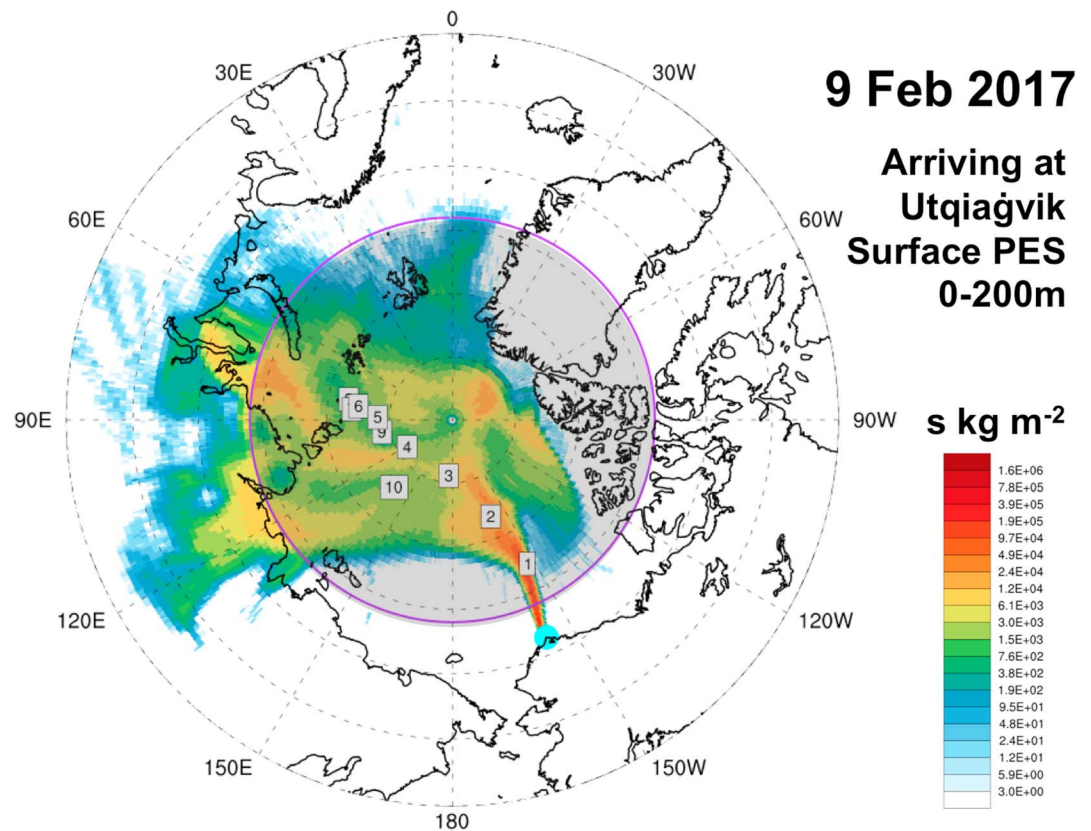 0
30E
30W
9 Feb 2017
Arriving at
Utqiaġvik
Surface PES
0-200m
60E
60W
90E
90W
6
5
9
4
3
10
2
1
s kg m-2
1.6E+06
7.8E+05
3.9E+05
1.9E+05
9.7E+04
4.9E+04
2.4E+04
1.2E+04
6.1E+03
3.0E+03
1.5E+03
7.6E+02
3.8E+02
1.9E+02
9.5E+01
4.8E+01
2.4E+01
1.2E+01
5.9E+00
3.0E+00
120E
120W
150E
150W
180